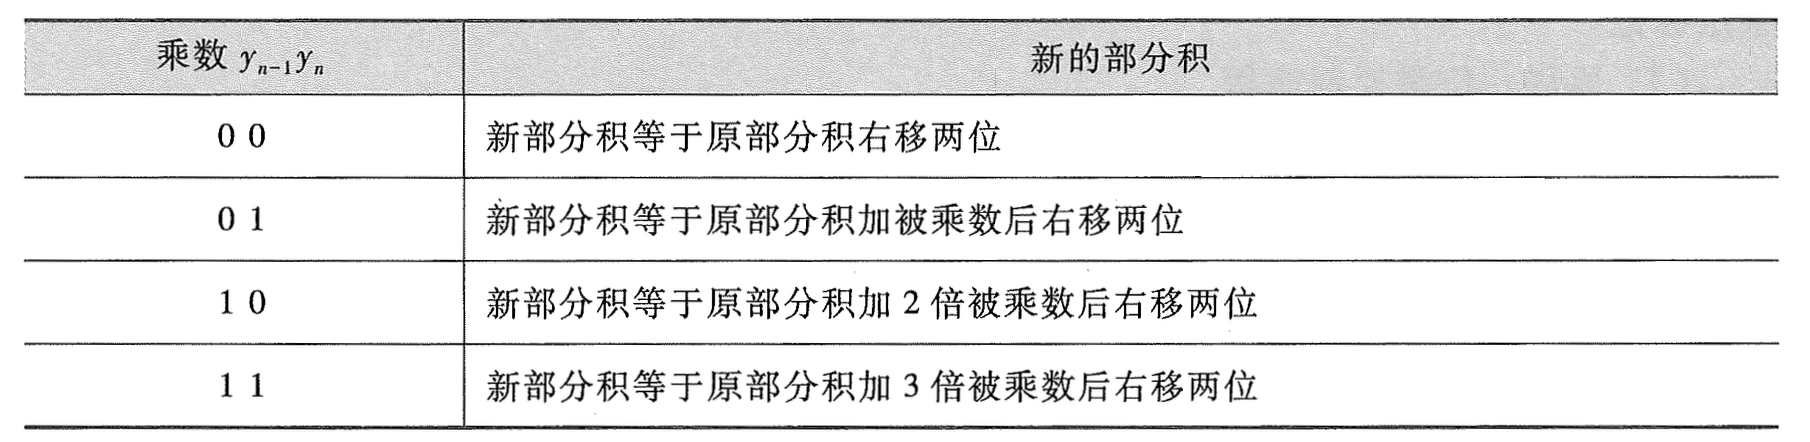 乘数 yₙ₋₁yₙ 新的部分积
0 0 新部分积等于原部分积右移两位
0 1 新部分积等于原部分积加被乘数后右移两位
1 0 新部分积等于原部分积加 2 倍被乘数后右移两位
1 1 新部分积等于原部分积加 3 倍被乘数后右移两位